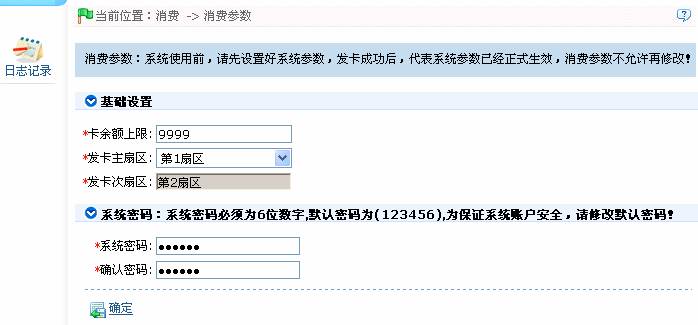 当前位置：消费 -> 消费参数
日志记录
消费参数：系统使用前，请先设置好系统参数，发卡成功后，代表系统参数已经正式生效，消费参数不允许再修改！
基础设置
*卡余额上限: 9999
*发卡主扇区: 第1扇区
*发卡次扇区: 第2扇区
系统密码：系统密码必须为6位数字,默认密码为(123456),为保证系统账户安全，请修改默认密码！
*系统密码: ●●●●●●
*确认密码: ●●●●●●
确定